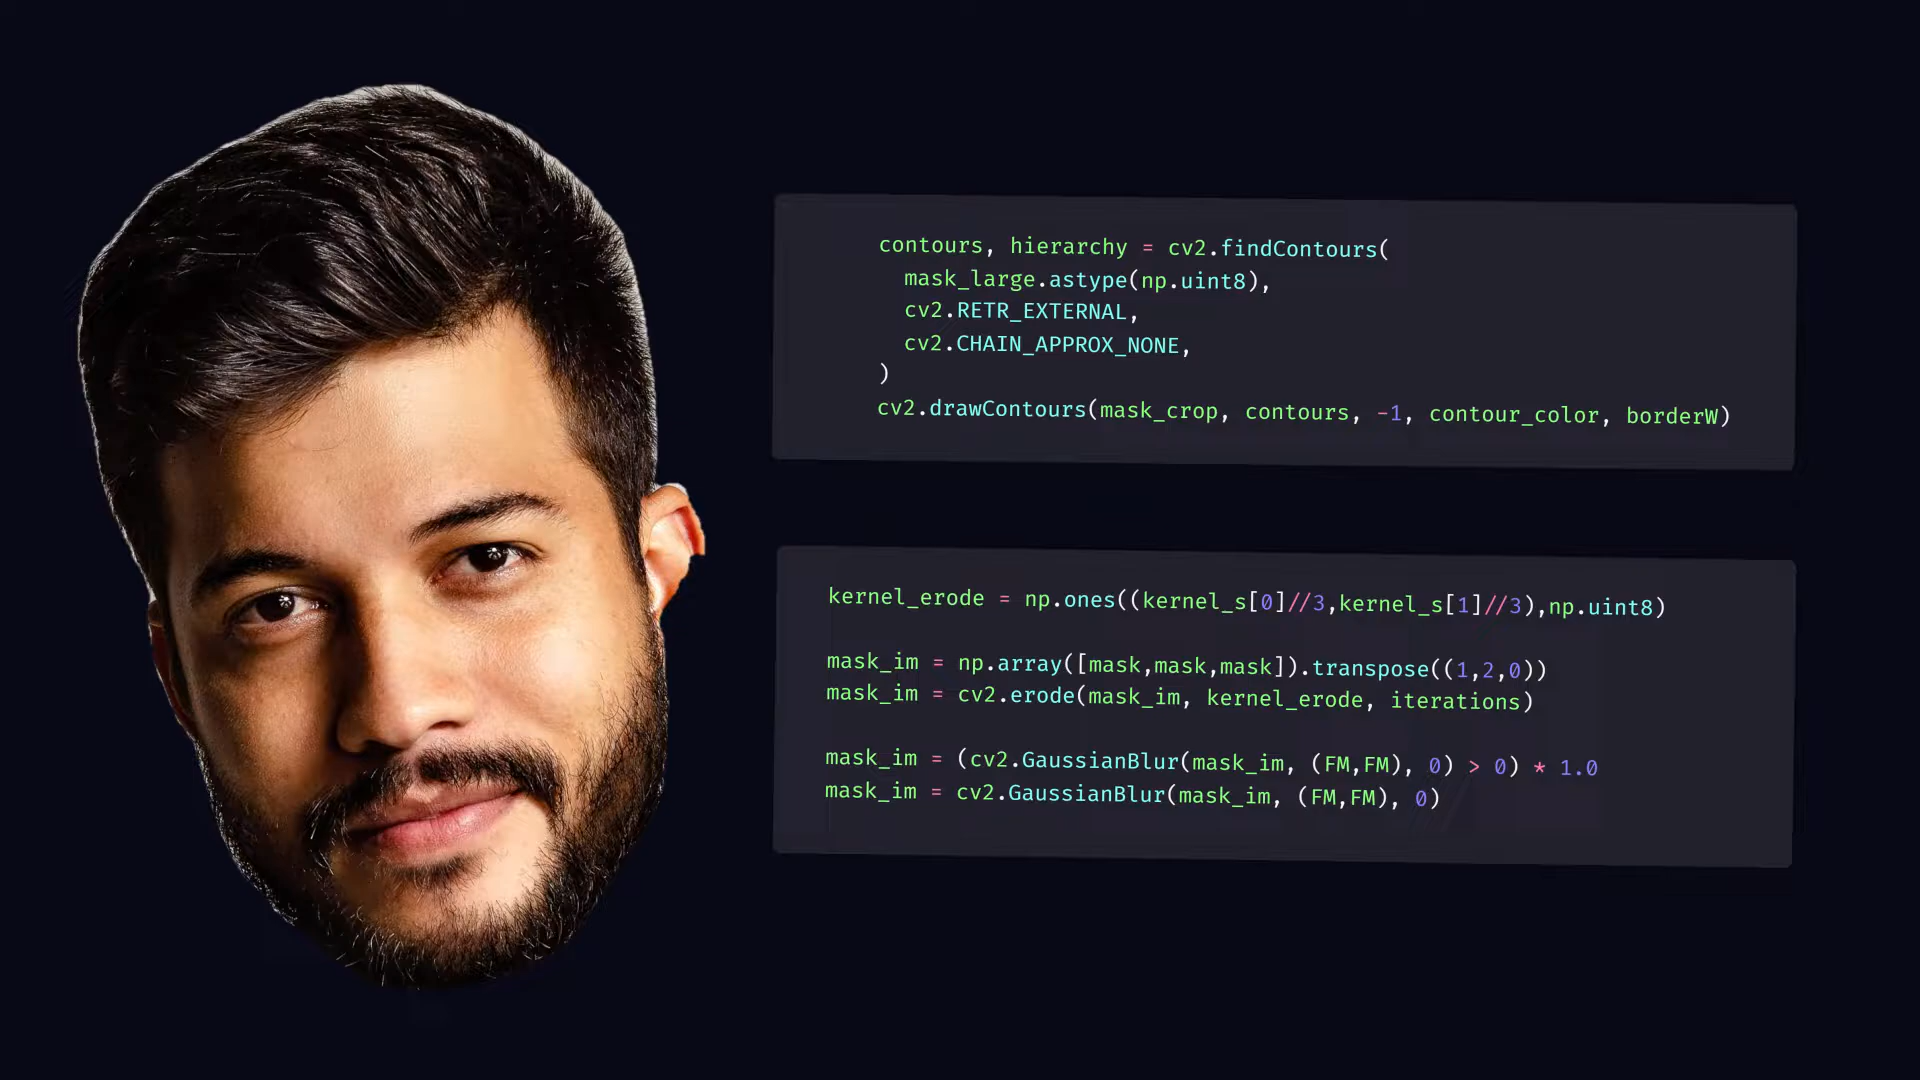 contours, hierarchy = cv2.findContours(
mask_large.astype(np.uint8),
cv2.RETR_EXTERNAL,
cv2.CHAIN_APPROX_NONE,
)
cv2.drawContours(mask_crop, contours, -1, contour_color, borderW)
kernel_erode = np.ones((kernel_s[0]//3,kernel_s[1]//3),np.uint8)
mask_im = np.array([mask,mask,mask]).transpose((1,2,0))
mask_im = cv2.erode(mask_im, kernel_erode, iterations)
mask_im = (cv2.GaussianBlur(mask_im, (FM,FM), 0) > 0) * 1.0
mask_im = cv2.GaussianBlur(mask_im, (FM,FM), 0)